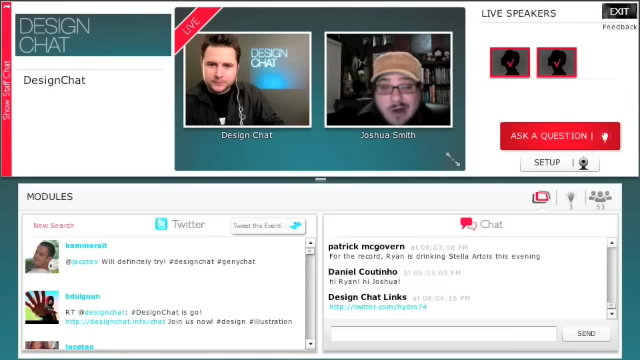 DESIGN
CHAT
Show Staff Chat
DesignChat
LIVE
DESIGN
CHAT
Design Chat
Joshua Smith
LIVE SPEAKERS
EXIT
Feedback
ASK A QUESTION |
SETUP |
MODULES
3
53
New Search
Twitter
Tweet this Event!
kammerait
@jacqteo Will definitely try! #designchat #genychat
bdulguun
RT @designchat: #DesignChat is go!
http://designchat.info/chat Join us now! #design #illustration
jacqteo
Chat
patrick mcgovern at 08:03:08 PM
For the record, Ryan is drinking Stella Artois this evening
Daniel Coutinho at 08:03:09 PM
hi Ryan! hi Joshua!
Design Chat Links at 08:04:16 PM
http://twitter.com/hydro74
SEND